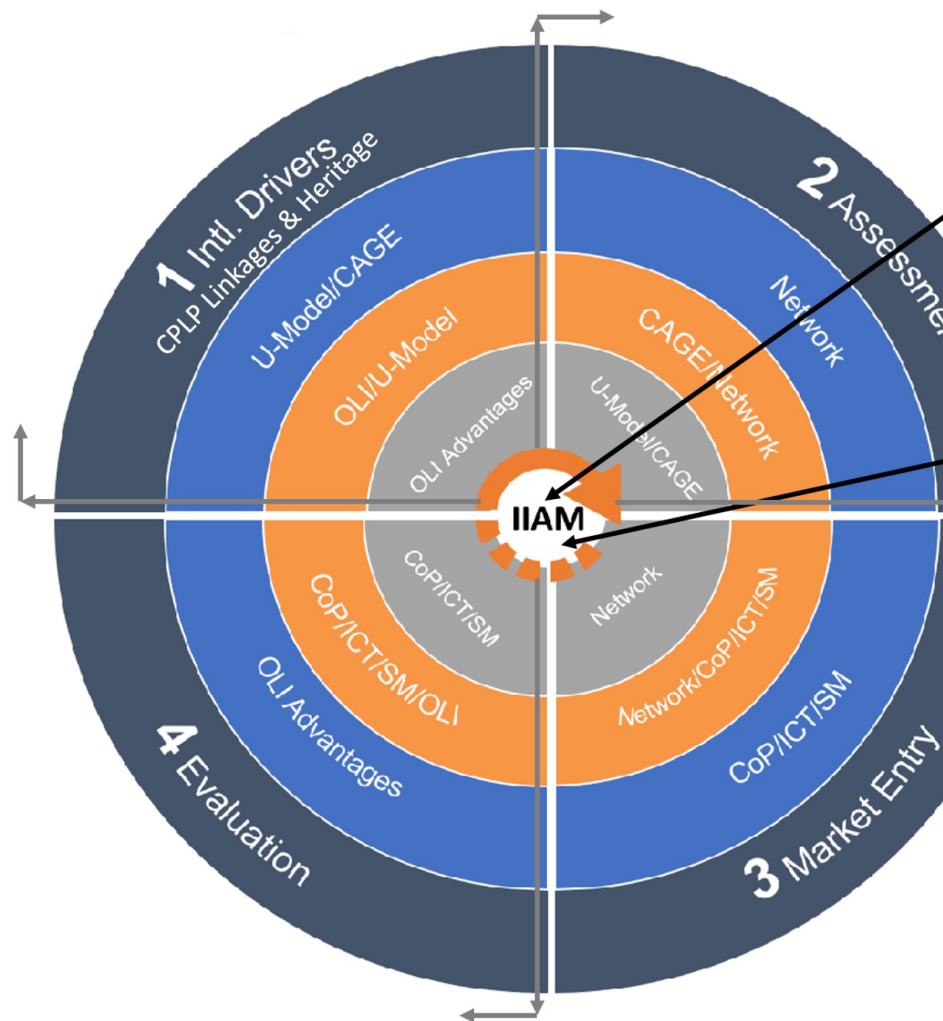 1 Intl. Drivers
CPLP Linkages & Heritage
U-Model/CAGE
OLI/U-Model
OLI Advantages
2 Assessment
Network
CAGE/Network
U-Model/CAGE
IIAM
CoP/ICT/SM
CoP/ICT/SM/OLI
OLI Advantages
4 Evaluation
Network
Network/CoP/ICT/SM
CoP/ICT/SM
3 Market Entry